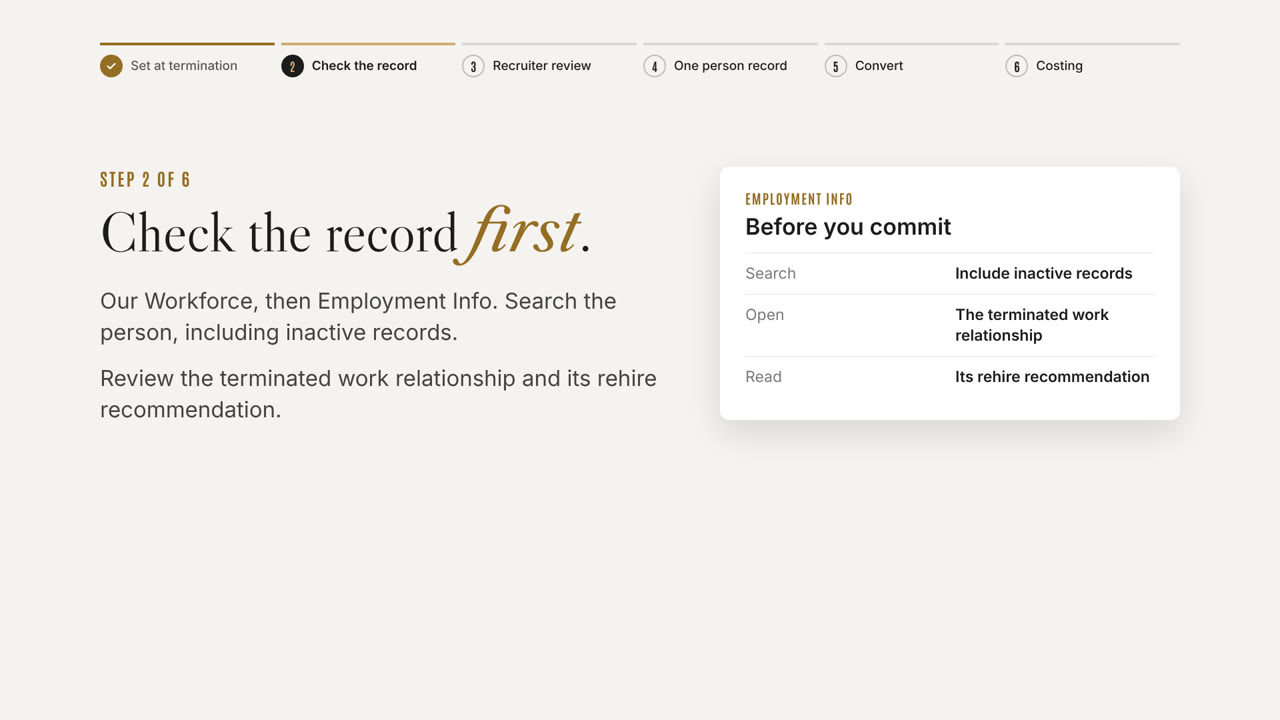 Set at termination
2 Check the record
3 Recruiter review
4 One person record
5 Convert
6 Costing
STEP 2 OF 6
Check the record first.
Our Workforce, then Employment Info. Search the
person, including inactive records.
Review the terminated work relationship and its rehire
recommendation.
EMPLOYMENT INFO
Before you commit
Search Include inactive records
Open The terminated work
relationship
Read Its rehire recommendation